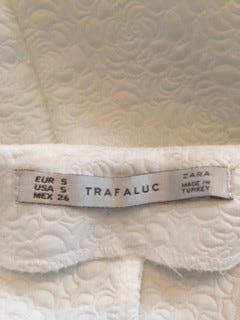 EUR S
USA S
MEX 26
TRAFALUC
ZARA
MADE IN
TURKEY